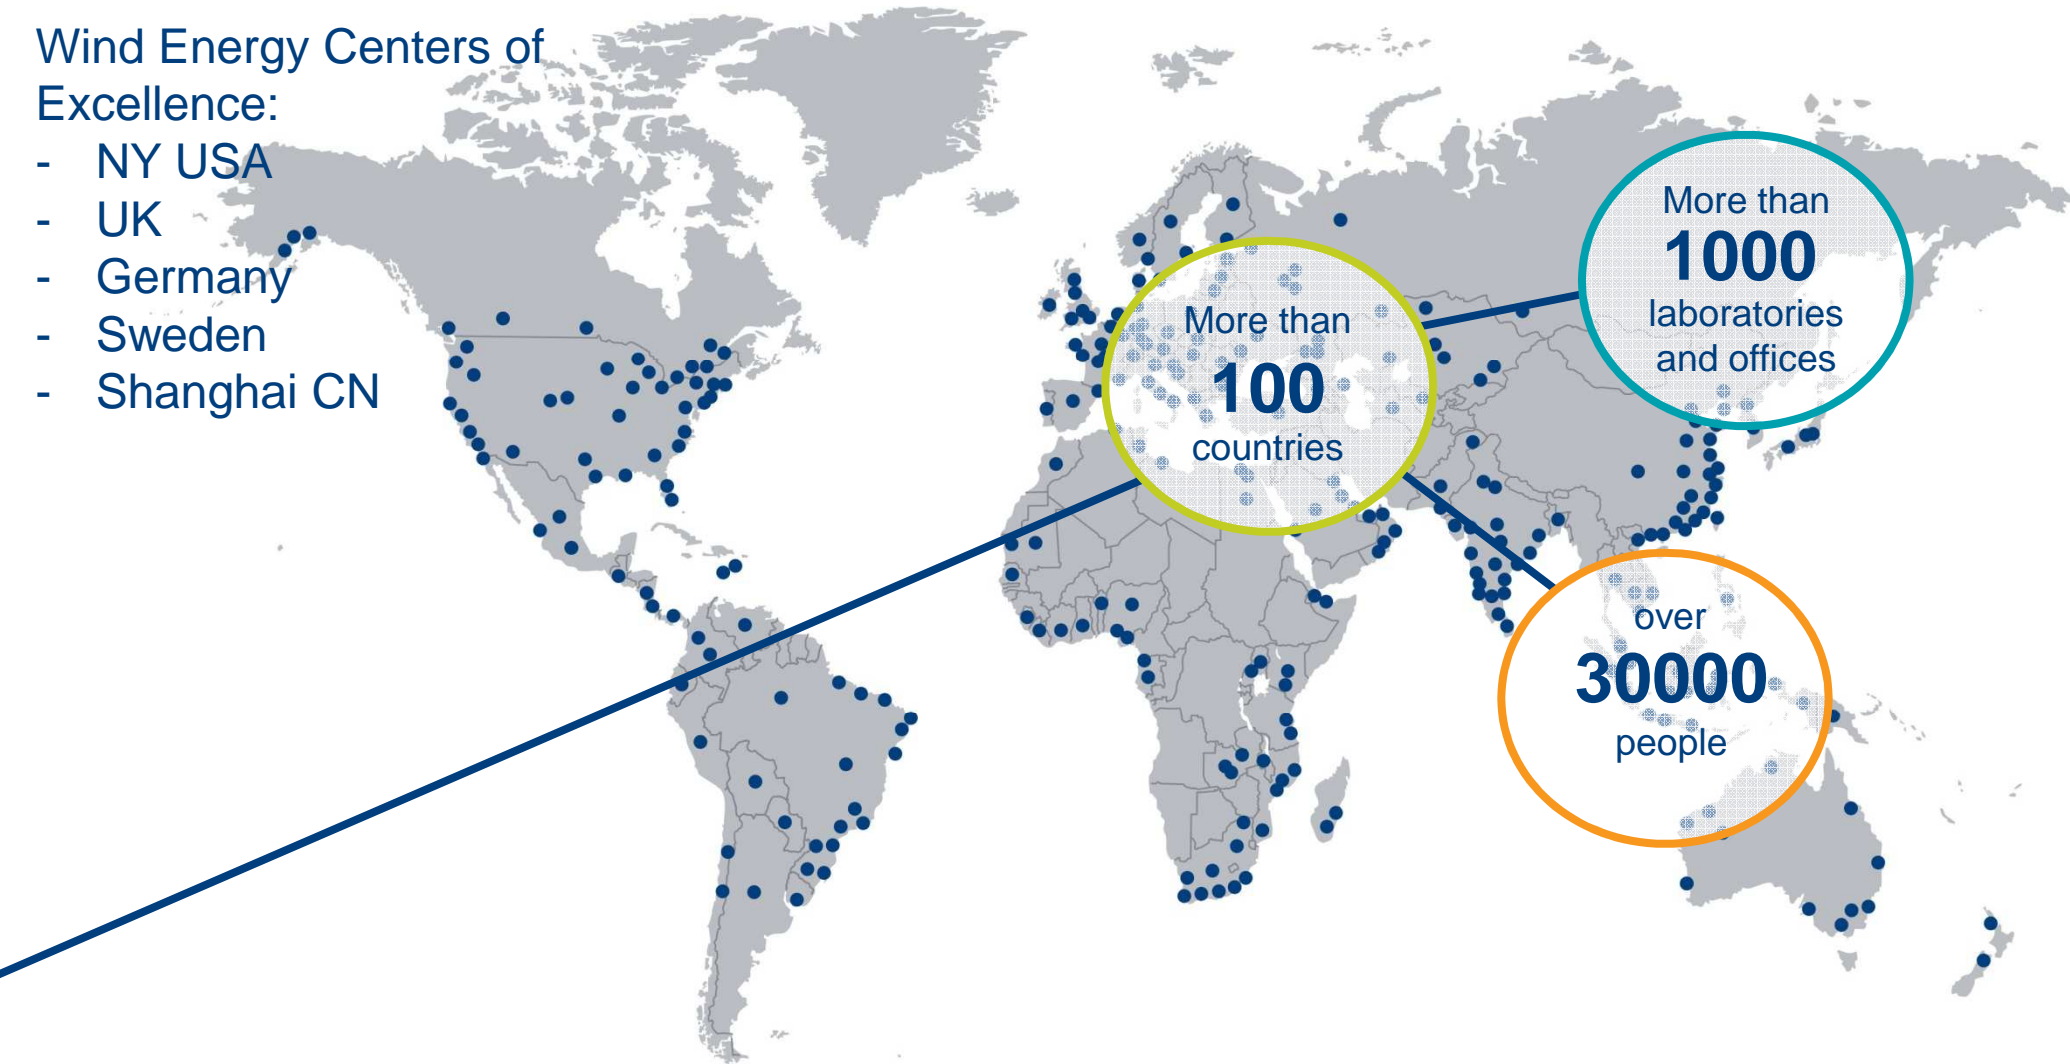 Wind Energy Centers of
Excellence:
- NY USA
- UK
- Germany
- Sweden
- Shanghai CN
More than
1000
laboratories
and offices
More than
100
countries
over
30000
people